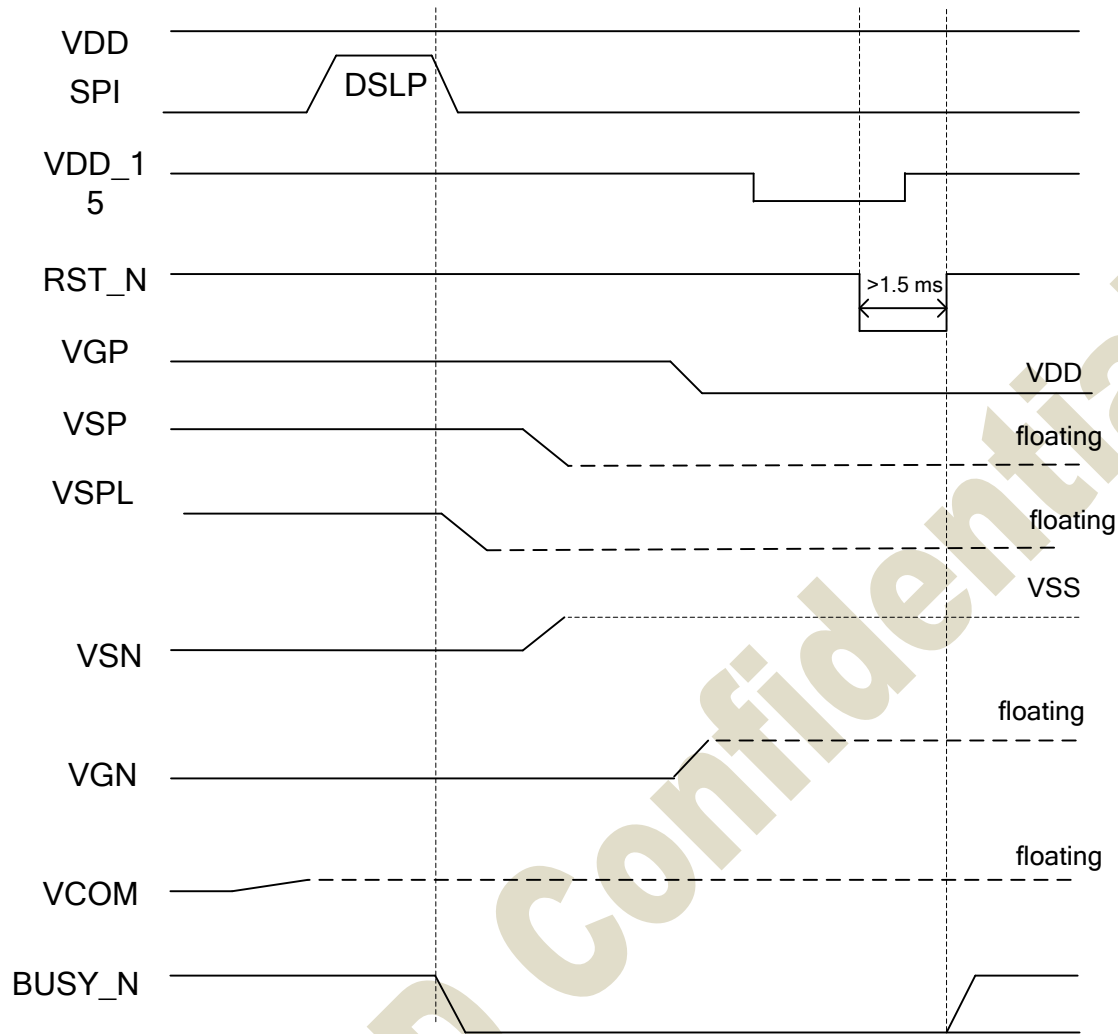 VDD
SPI
DSLP
VDD_1
5
RST_N
>1.5 ms
VGP
VDD
VSP
floating
VSPL
floating
VSS
VSN
floating
VGN
floating
VCOM
BUSY_N
Confidential